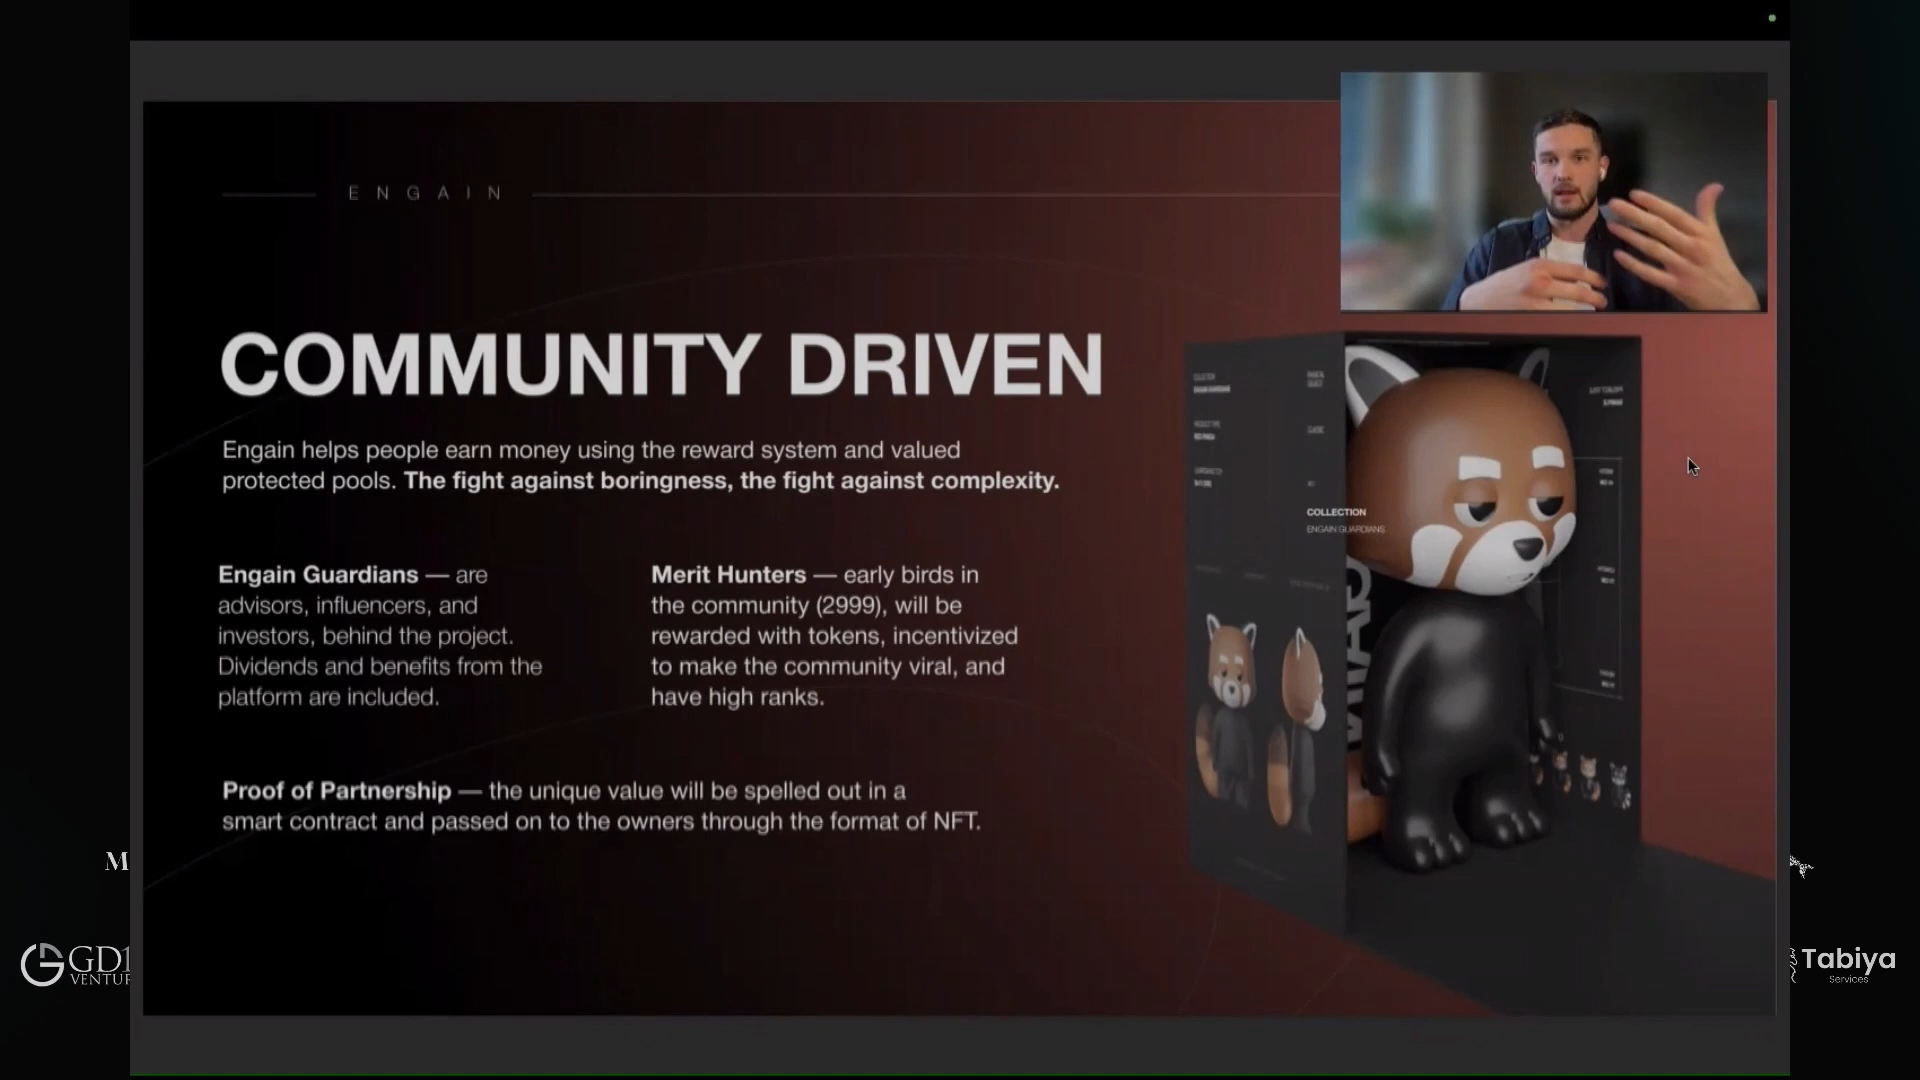 ENGAIN
COMMUNITY DRIVEN
Engain helps people earn money using the reward system and valued
protected pools. The fight against boringness, the fight against complexity.
Engain Guardians — are
advisors, influencers, and
investors, behind the project.
Dividends and benefits from the
platform are included.
Merit Hunters — early birds in
the community (2999), will be
rewarded with tokens, incentivized
to make the community viral, and
have high ranks.
Proof of Partnership — the unique value will be spelled out in a
smart contract and passed on to the owners through the format of NFT.
COLLECTION
ENGAIN GUARDIANS
M
GD1
VENTUR
Tabiya
Services